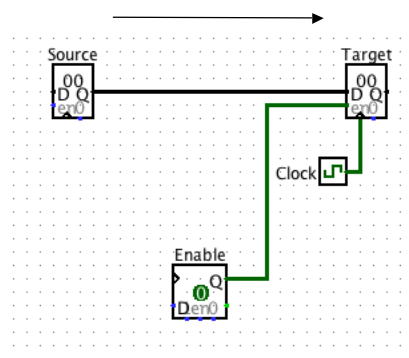 Source
Target
00
00
D Q
D Q
en0
en0
Clock
Enable
Q
0
D en0